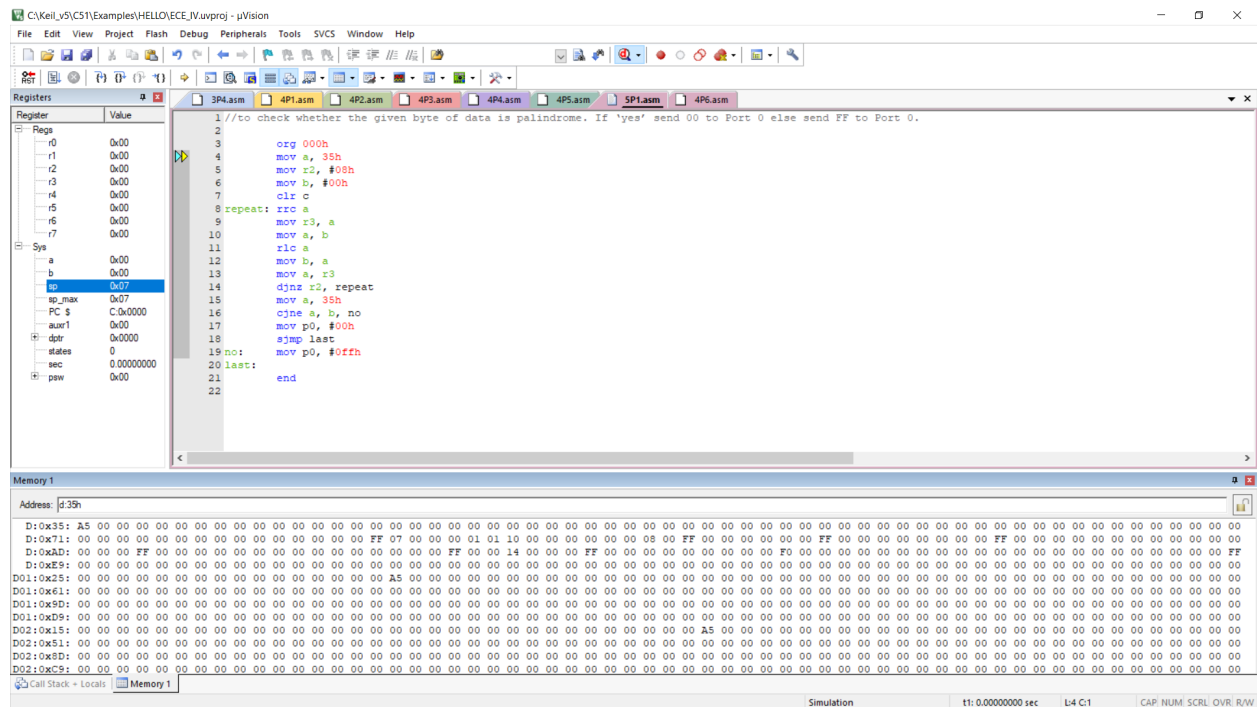 C:\Keil_v5\C51\Examples\HELLO\ECE_IV.uvproj - µVision
File Edit View Project Flash Debug Peripherals Tools SVCS Window Help
RST
Registers
3P4.asm 4P1.asm 4P2.asm 4P3.asm 4P4.asm 4P5.asm 5P1.asm 4P6.asm
Register Value
Regs
r0 0x00
r1 0x00
r2 0x00
r3 0x00
r4 0x00
r5 0x00
r6 0x00
r7 0x00
Sys
a 0x00
b 0x00
sp 0x07
sp_max 0x07
PC $ C:0x0000
auxr1 0x00
dptr 0x0000
states 0
sec 0.00000000
psw 0x00
1 //to check whether the given byte of data is palindrome. If ‘yes’ send 00 to Port 0 else send FF to Port 0.
2
3 org 000h
4 mov a, 35h
5 mov r2, #08h
6 mov b, #00h
7 clr c
8 repeat: rrc a
9 mov r3, a
10 mov a, b
11 rlc a
12 mov b, a
13 mov a, r3
14 djnz r2, repeat
15 mov a, 35h
16 cjne a, b, no
17 mov p0, #00h
18 sjmp last
19 no: mov p0, #0ffh
20 last:
21 end
22
Memory 1
Address: d:35h
D:0x35: A5 00 00 00 00 00 00 00 00 00 00 00 00 00 00 00 00 00 00 00 00 00 00 00 00 00 00 00 00 00 00 00 00 00 00 00 00 00 00 00 00 00 00 00 00 00 00 00 00 00 00 00 00 00 00 00 00 00 00 00
D:0x71: 00 00 00 00 00 00 00 00 00 00 00 00 00 00 00 FF 07 00 00 00 01 01 10 00 00 00 00 00 00 08 00 FF 00 00 00 00 00 00 FF 00 00 00 00 00 00 00 00 FF 00 00 00 00 00 00 00 00 00 00 00 00
D:0xAD: 00 00 00 FF 00 00 00 00 00 00 00 00 00 00 00 00 00 00 00 FF 00 00 14 00 00 00 FF 00 00 00 00 00 00 00 00 00 F0 00 00 00 00 00 00 00 00 00 00 00 00 00 00 00 00 00 00 00 00 00 00 FF
D:0xE9: 00 00 00 00 00 00 00 00 00 00 00 00 00 00 00 00 00 00 00 00 00 00 00 00 00 00 00 00 00 00 00 00 00 00 00 00 00 00 00 00 00 00 00 00 00 00 00 00 00 00 00 00 00 00 00 00 00 00 00 00
D01:0x25: 00 00 00 00 00 00 00 00 00 00 00 00 00 00 00 00 A5 00 00 00 00 00 00 00 00 00 00 00 00 00 00 00 00 00 00 00 00 00 00 00 00 00 00 00 00 00 00 00 00 00 00 00 00 00 00 00 00 00 00 00
D01:0x61: 00 00 00 00 00 00 00 00 00 00 00 00 00 00 00 00 00 00 00 00 00 00 00 00 00 00 00 00 00 00 00 00 00 00 00 00 00 00 00 00 00 00 00 00 00 00 00 00 00 00 00 00 00 00 00 00 00 00 00 00
D01:0x9D: 00 00 00 00 00 00 00 00 00 00 00 00 00 00 00 00 00 00 00 00 00 00 00 00 00 00 00 00 00 00 00 00 00 00 00 00 00 00 00 00 00 00 00 00 00 00 00 00 00 00 00 00 00 00 00 00 00 00 00 00
D01:0xD9: 00 00 00 00 00 00 00 00 00 00 00 00 00 00 00 00 00 00 00 00 00 00 00 00 00 00 00 00 00 00 00 00 00 00 00 00 00 00 00 00 00 00 00 00 00 00 00 00 00 00 00 00 00 00 00 00 00 00 00 00
D02:0x15: 00 00 00 00 00 00 00 00 00 00 00 00 00 00 00 00 00 00 00 00 00 00 00 00 00 00 00 00 00 00 00 00 A5 00 00 00 00 00 00 00 00 00 00 00 00 00 00 00 00 00 00 00 00 00 00 00 00 00 00 00
D02:0x51: 00 00 00 00 00 00 00 00 00 00 00 00 00 00 00 00 00 00 00 00 00 00 00 00 00 00 00 00 00 00 00 00 00 00 00 00 00 00 00 00 00 00 00 00 00 00 00 00 00 00 00 00 00 00 00 00 00 00 00 00
D02:0x8D: 00 00 00 00 00 00 00 00 00 00 00 00 00 00 00 00 00 00 00 00 00 00 00 00 00 00 00 00 00 00 00 00 00 00 00 00 00 00 00 00 00 00 00 00 00 00 00 00 00 00 00 00 00 00 00 00 00 00 00 00
D02:0xC9: 00 00 00 00 00 00 00 00 00 00 00 00 00 00 00 00 00 00 00 00 00 00 00 00 00 00 00 00 00 00 00 00 00 00 00 00 00 00 00 00 00 00 00 00 00 00 00 00 00 00 00 00 00 00 00 00 00 00 00 00
Call Stack + Locals Memory 1
Simulation t1: 0.00000000 sec L:4 C:1 CAP NUM SCRL OVR R/W